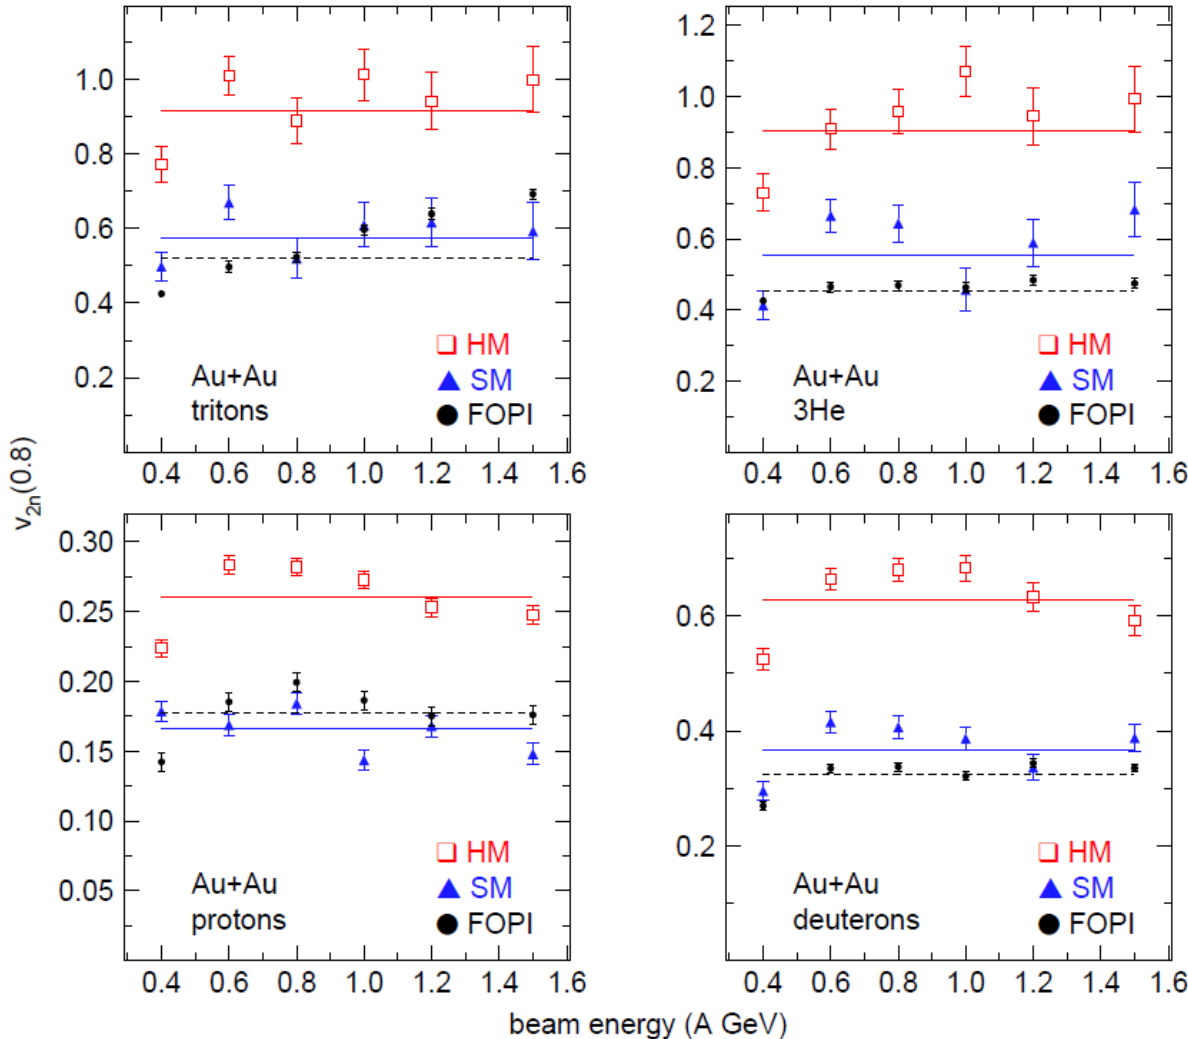 1.0
0.8
0.6
0.4
0.2
HM
SM
FOPI
Au+Au
tritons
0.4 0.6 0.8 1.0 1.2 1.4 1.6
1.2
1.0
0.8
0.6
0.4
0.2
HM
SM
FOPI
Au+Au
3He
0.4 0.6 0.8 1.0 1.2 1.4 1.6
v2n(0.8)
0.30
0.25
0.20
0.15
0.10
0.05
HM
SM
FOPI
Au+Au
protons
0.4 0.6 0.8 1.0 1.2 1.4 1.6
0.6
0.4
0.2
HM
SM
FOPI
Au+Au
deuterons
0.4 0.6 0.8 1.0 1.2 1.4 1.6
beam energy (A GeV)